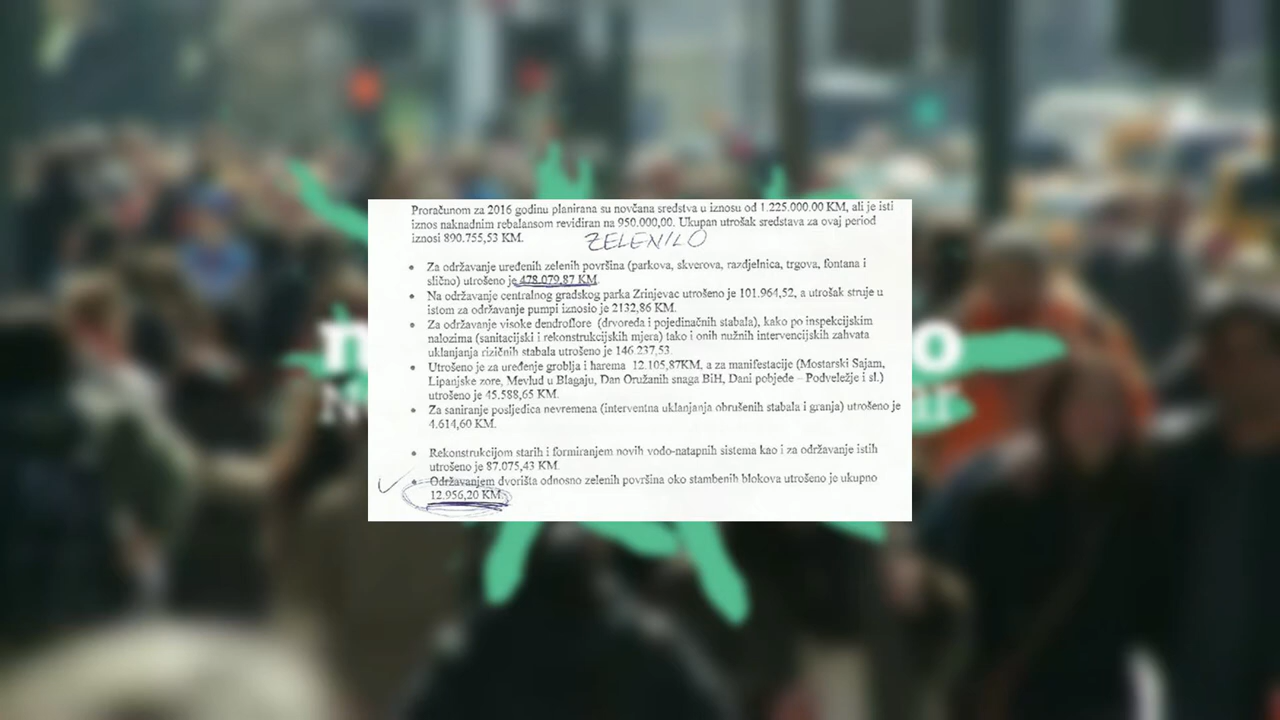 Proračunom za 2016 godinu planirana su novčana sredstva u iznosu od 1.225.000.00 KM, ali je isti
iznos naknadnim rebalansom revidiran na 950.000,00. Ukupan utrošak sredstava za ovaj period
iznosi 890.755,53 KM.
ZELENILO
• Za održavanje uređenih zelenih površina (parkova, skverova, razdjelnica, trgova, fontana i
slično) utrošeno je 478.079,87 KM.
• Na održavanje centralnog gradskog parka Zrinjevac utrošeno je 101.964,52, a utrošak struje u
istom za održavanje pumpi iznosio je 2132,86 KM.
• Za održavanje visoke dendroflore (drvoreda i pojedinačnih stabala), kako po inspekcijskim
nalozima (sanitacijski i rekonstrukcijskih mjera) tako i onih nužnih intervencijskih zahvata
uklanjanja rizičnih stabala utrošeno je 146.237,53.
• Utrošeno je za uređenje groblja i harema 12.105,87KM, a za manifestacije (Mostarski Sajam,
Lipanjske zore, Mevlud u Blagaju, Dan Oružanih snaga BiH, Dani pobjede – Podveležje i sl.)
utrošeno je 45.588,65 KM.
• Za saniranje posljedica nevremena (interventna uklanjanja obrušenih stabala i granja) utrošeno je
4.614,60 KM.
• Rekonstrukcijom starih i formiranjem novih vodo-natapnih sistema kao i za održavanje istih
utrošeno je 87.075,43 KM.
• Održavanjem dvorišta odnosno zelenih površina oko stambenih blokova utrošeno je ukupno
12.956,20 KM.